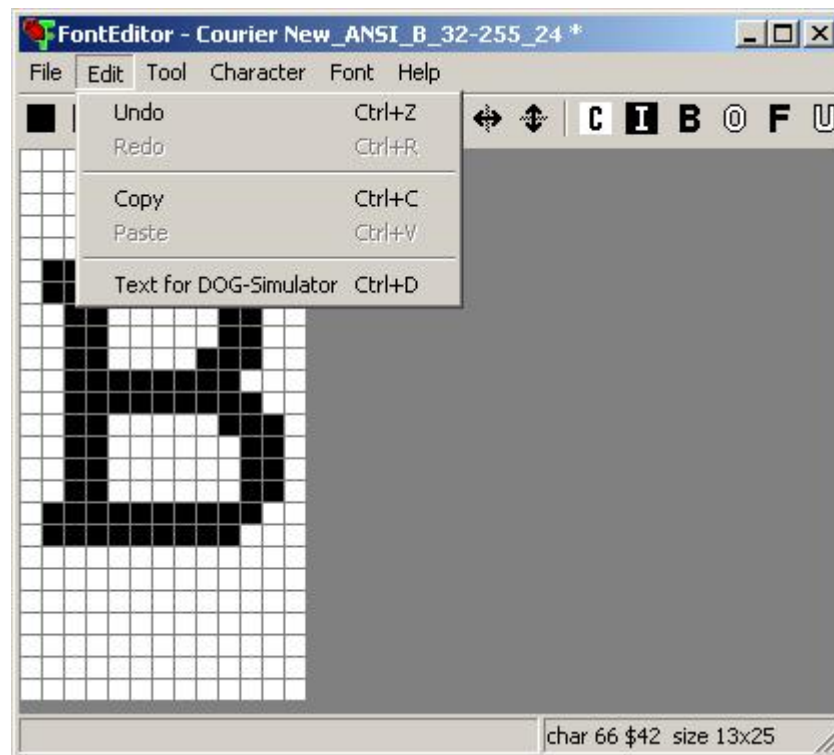 FontEditor - Courier New_ANSI_B_32-255_24 *
File Edit Tool Character Font Help
C I B O F U
Undo Ctrl+Z
Redo Ctrl+R
Copy Ctrl+C
Paste Ctrl+V
Text for DOG-Simulator Ctrl+D
B
char 66 $42 size 13x25